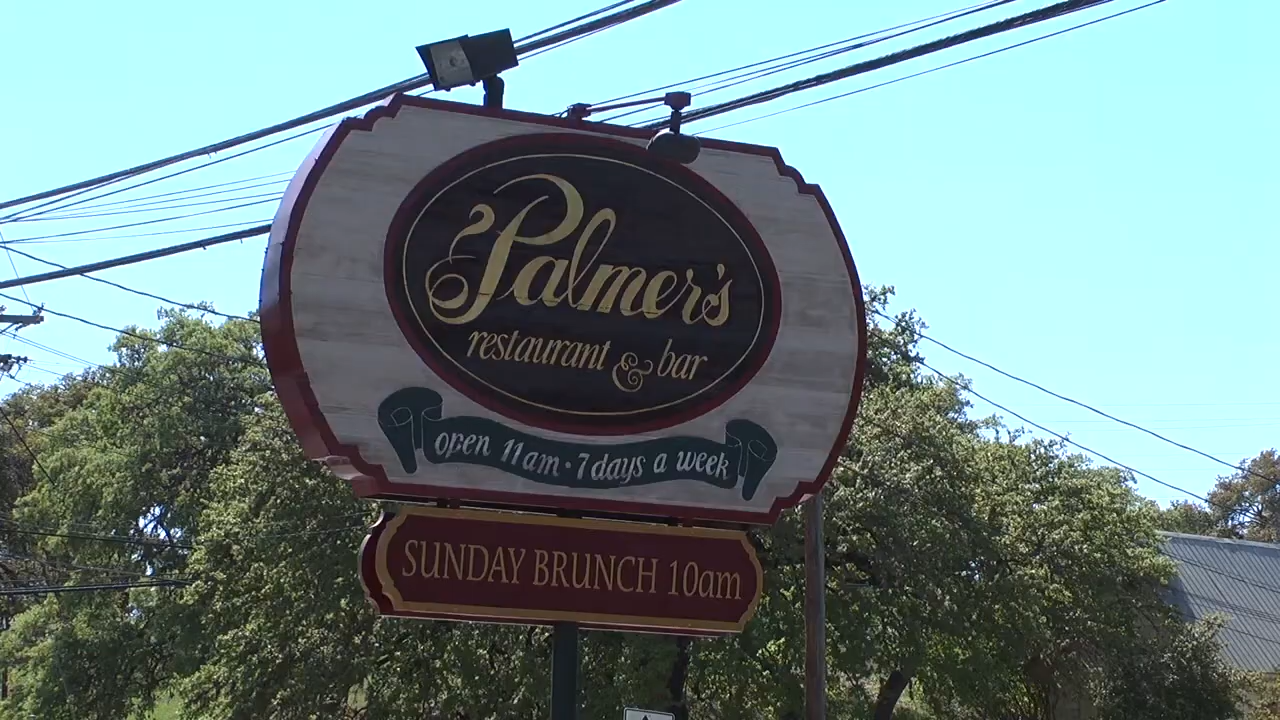 Palmer's
restaurant & bar
open 11am · 7 days a week
SUNDAY BRUNCH 10am